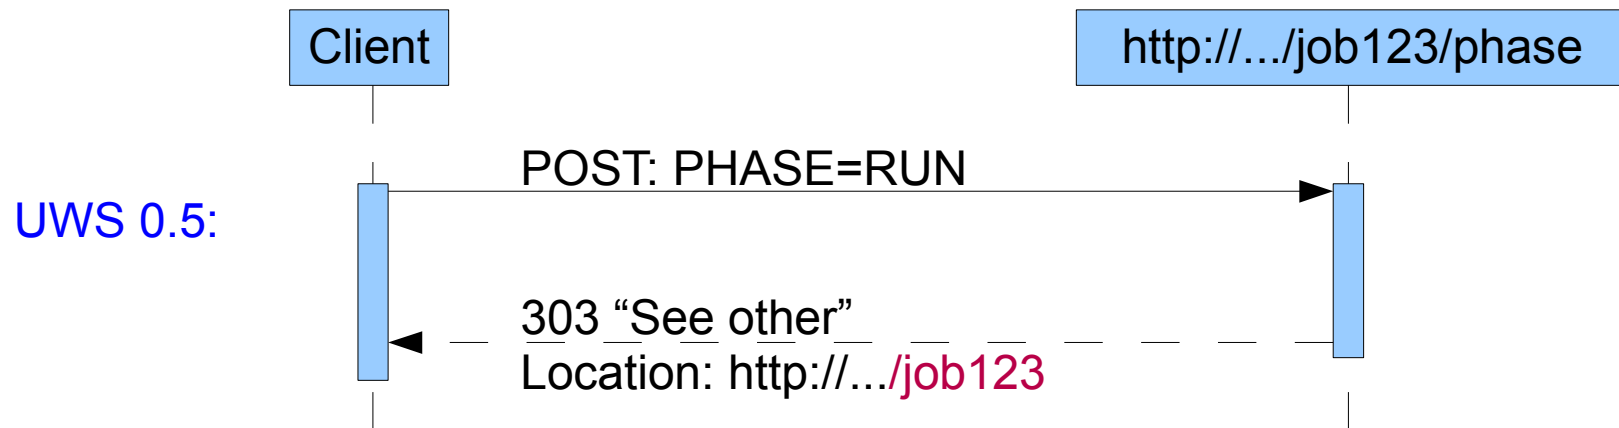 Client
http://.../job123/phase
POST: PHASE=RUN
UWS 0.5:
303 “See other”
Location: http://.../job123